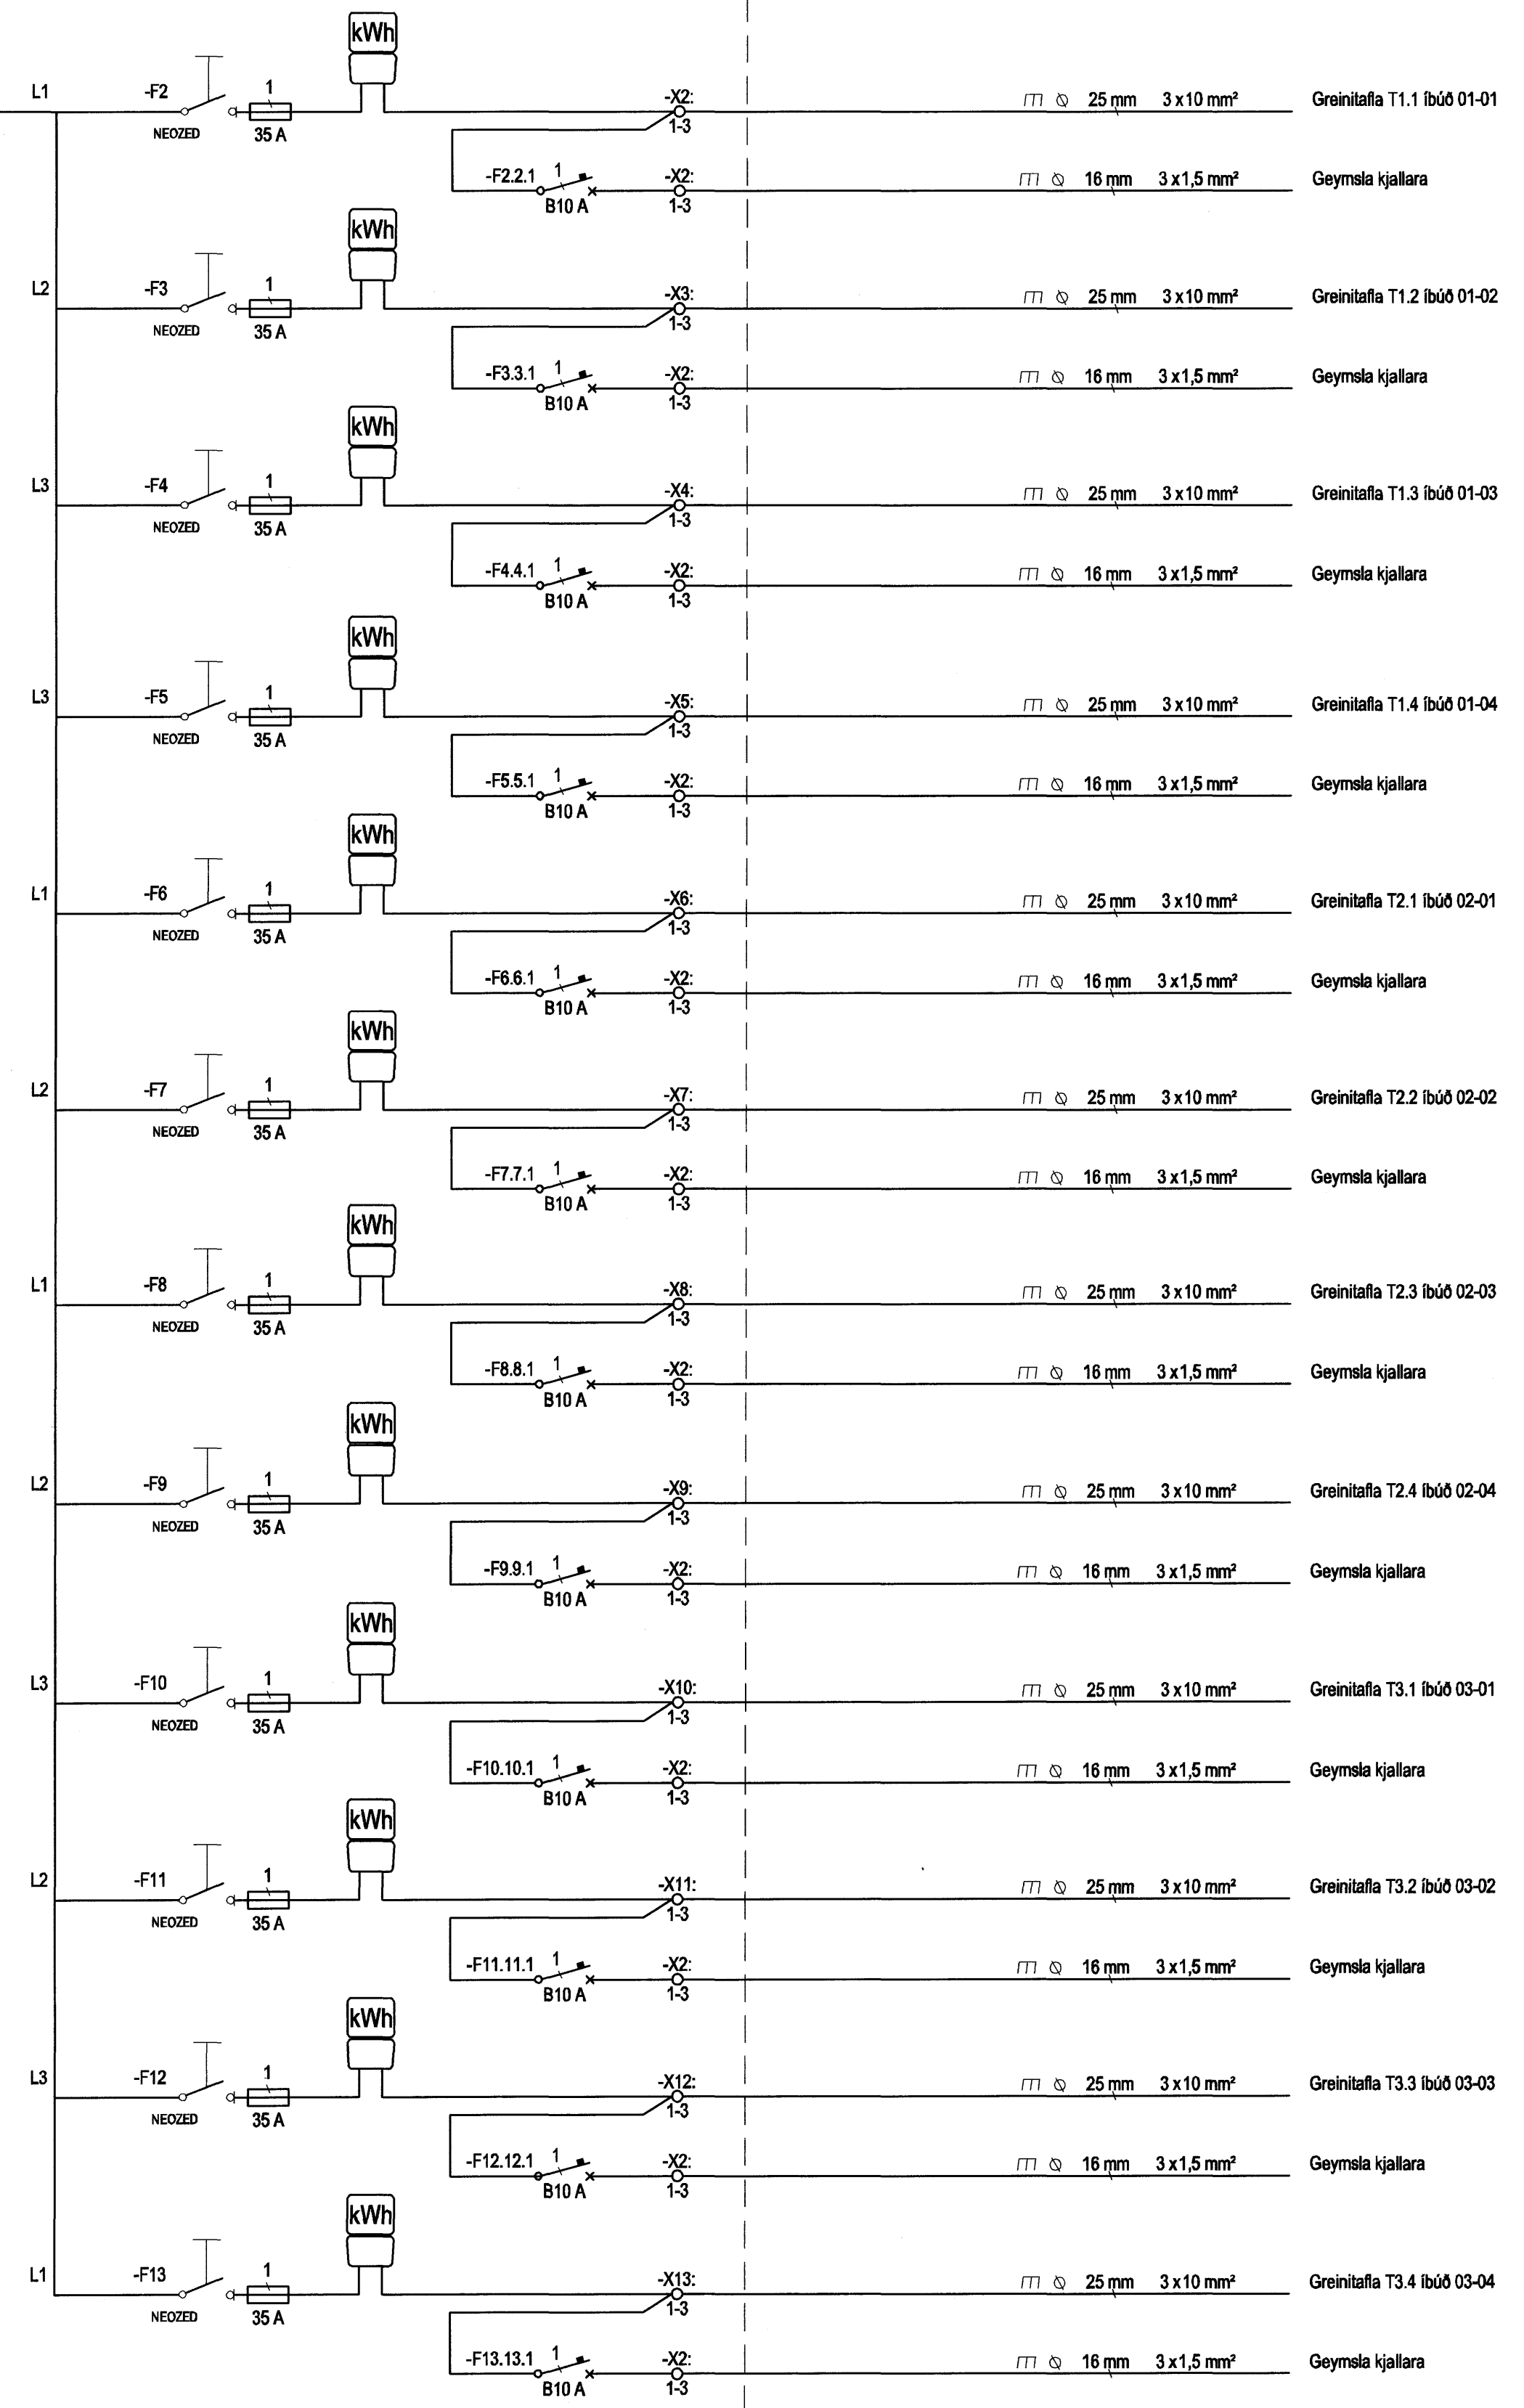 kWh
L1 -F2 1 -X2: 25 mm 3 x 10 mm² Greinitafla T1.1 íbúð 01-01
NEOZED 35 A 1-3
-F2.2.1 1 -X2: 16 mm 3 x 1,5 mm² Geymsla kjallara
B10 A 1-3
kWh
L2 -F3 1 -X3: 25 mm 3 x 10 mm² Greinitafla T1.2 íbúð 01-02
NEOZED 35 A 1-3
-F3.3.1 1 -X2: 16 mm 3 x 1,5 mm² Geymsla kjallara
B10 A 1-3
kWh
L3 -F4 1 -X4: 25 mm 3 x 10 mm² Greinitafla T1.3 íbúð 01-03
NEOZED 35 A 1-3
-F4.4.1 1 -X2: 16 mm 3 x 1,5 mm² Geymsla kjallara
B10 A 1-3
kWh
L3 -F5 1 -X5: 25 mm 3 x 10 mm² Greinitafla T1.4 íbúð 01-04
NEOZED 35 A 1-3
-F5.5.1 1 -X2: 16 mm 3 x 1,5 mm² Geymsla kjallara
B10 A 1-3
kWh
L1 -F6 1 -X6: 25 mm 3 x 10 mm² Greinitafla T2.1 íbúð 02-01
NEOZED 35 A 1-3
-F6.6.1 1 -X2: 16 mm 3 x 1,5 mm² Geymsla kjallara
B10 A 1-3
kWh
L2 -F7 1 -X7: 25 mm 3 x 10 mm² Greinitafla T2.2 íbúð 02-02
NEOZED 35 A 1-3
-F7.7.1 1 -X2: 16 mm 3 x 1,5 mm² Geymsla kjallara
B10 A 1-3
kWh
L1 -F8 1 -X8: 25 mm 3 x 10 mm² Greinitafla T2.3 íbúð 02-03
NEOZED 35 A 1-3
-F8.8.1 1 -X2: 16 mm 3 x 1,5 mm² Geymsla kjallara
B10 A 1-3
kWh
L2 -F9 1 -X9: 25 mm 3 x 10 mm² Greinitafla T2.4 íbúð 02-04
NEOZED 35 A 1-3
-F9.9.1 1 -X2: 16 mm 3 x 1,5 mm² Geymsla kjallara
B10 A 1-3
kWh
L3 -F10 1 -X10: 25 mm 3 x 10 mm² Greinitafla T3.1 íbúð 03-01
NEOZED 35 A 1-3
-F10.10.1 1 -X2: 16 mm 3 x 1,5 mm² Geymsla kjallara
B10 A 1-3
kWh
L2 -F11 1 -X11: 25 mm 3 x 10 mm² Greinitafla T3.2 íbúð 03-02
NEOZED 35 A 1-3
-F11.11.1 1 -X2: 16 mm 3 x 1,5 mm² Geymsla kjallara
B10 A 1-3
kWh
L3 -F12 1 -X12: 25 mm 3 x 10 mm² Greinitafla T3.3 íbúð 03-03
NEOZED 35 A 1-3
-F12.12.1 1 -X2: 16 mm 3 x 1,5 mm² Geymsla kjallara
B10 A 1-3
kWh
L1 -F13 1 -X13: 25 mm 3 x 10 mm² Greinitafla T3.4 íbúð 03-04
NEOZED 35 A 1-3
-F13.13.1 1 -X2: 16 mm 3 x 1,5 mm² Geymsla kjallara
B10 A 1-3